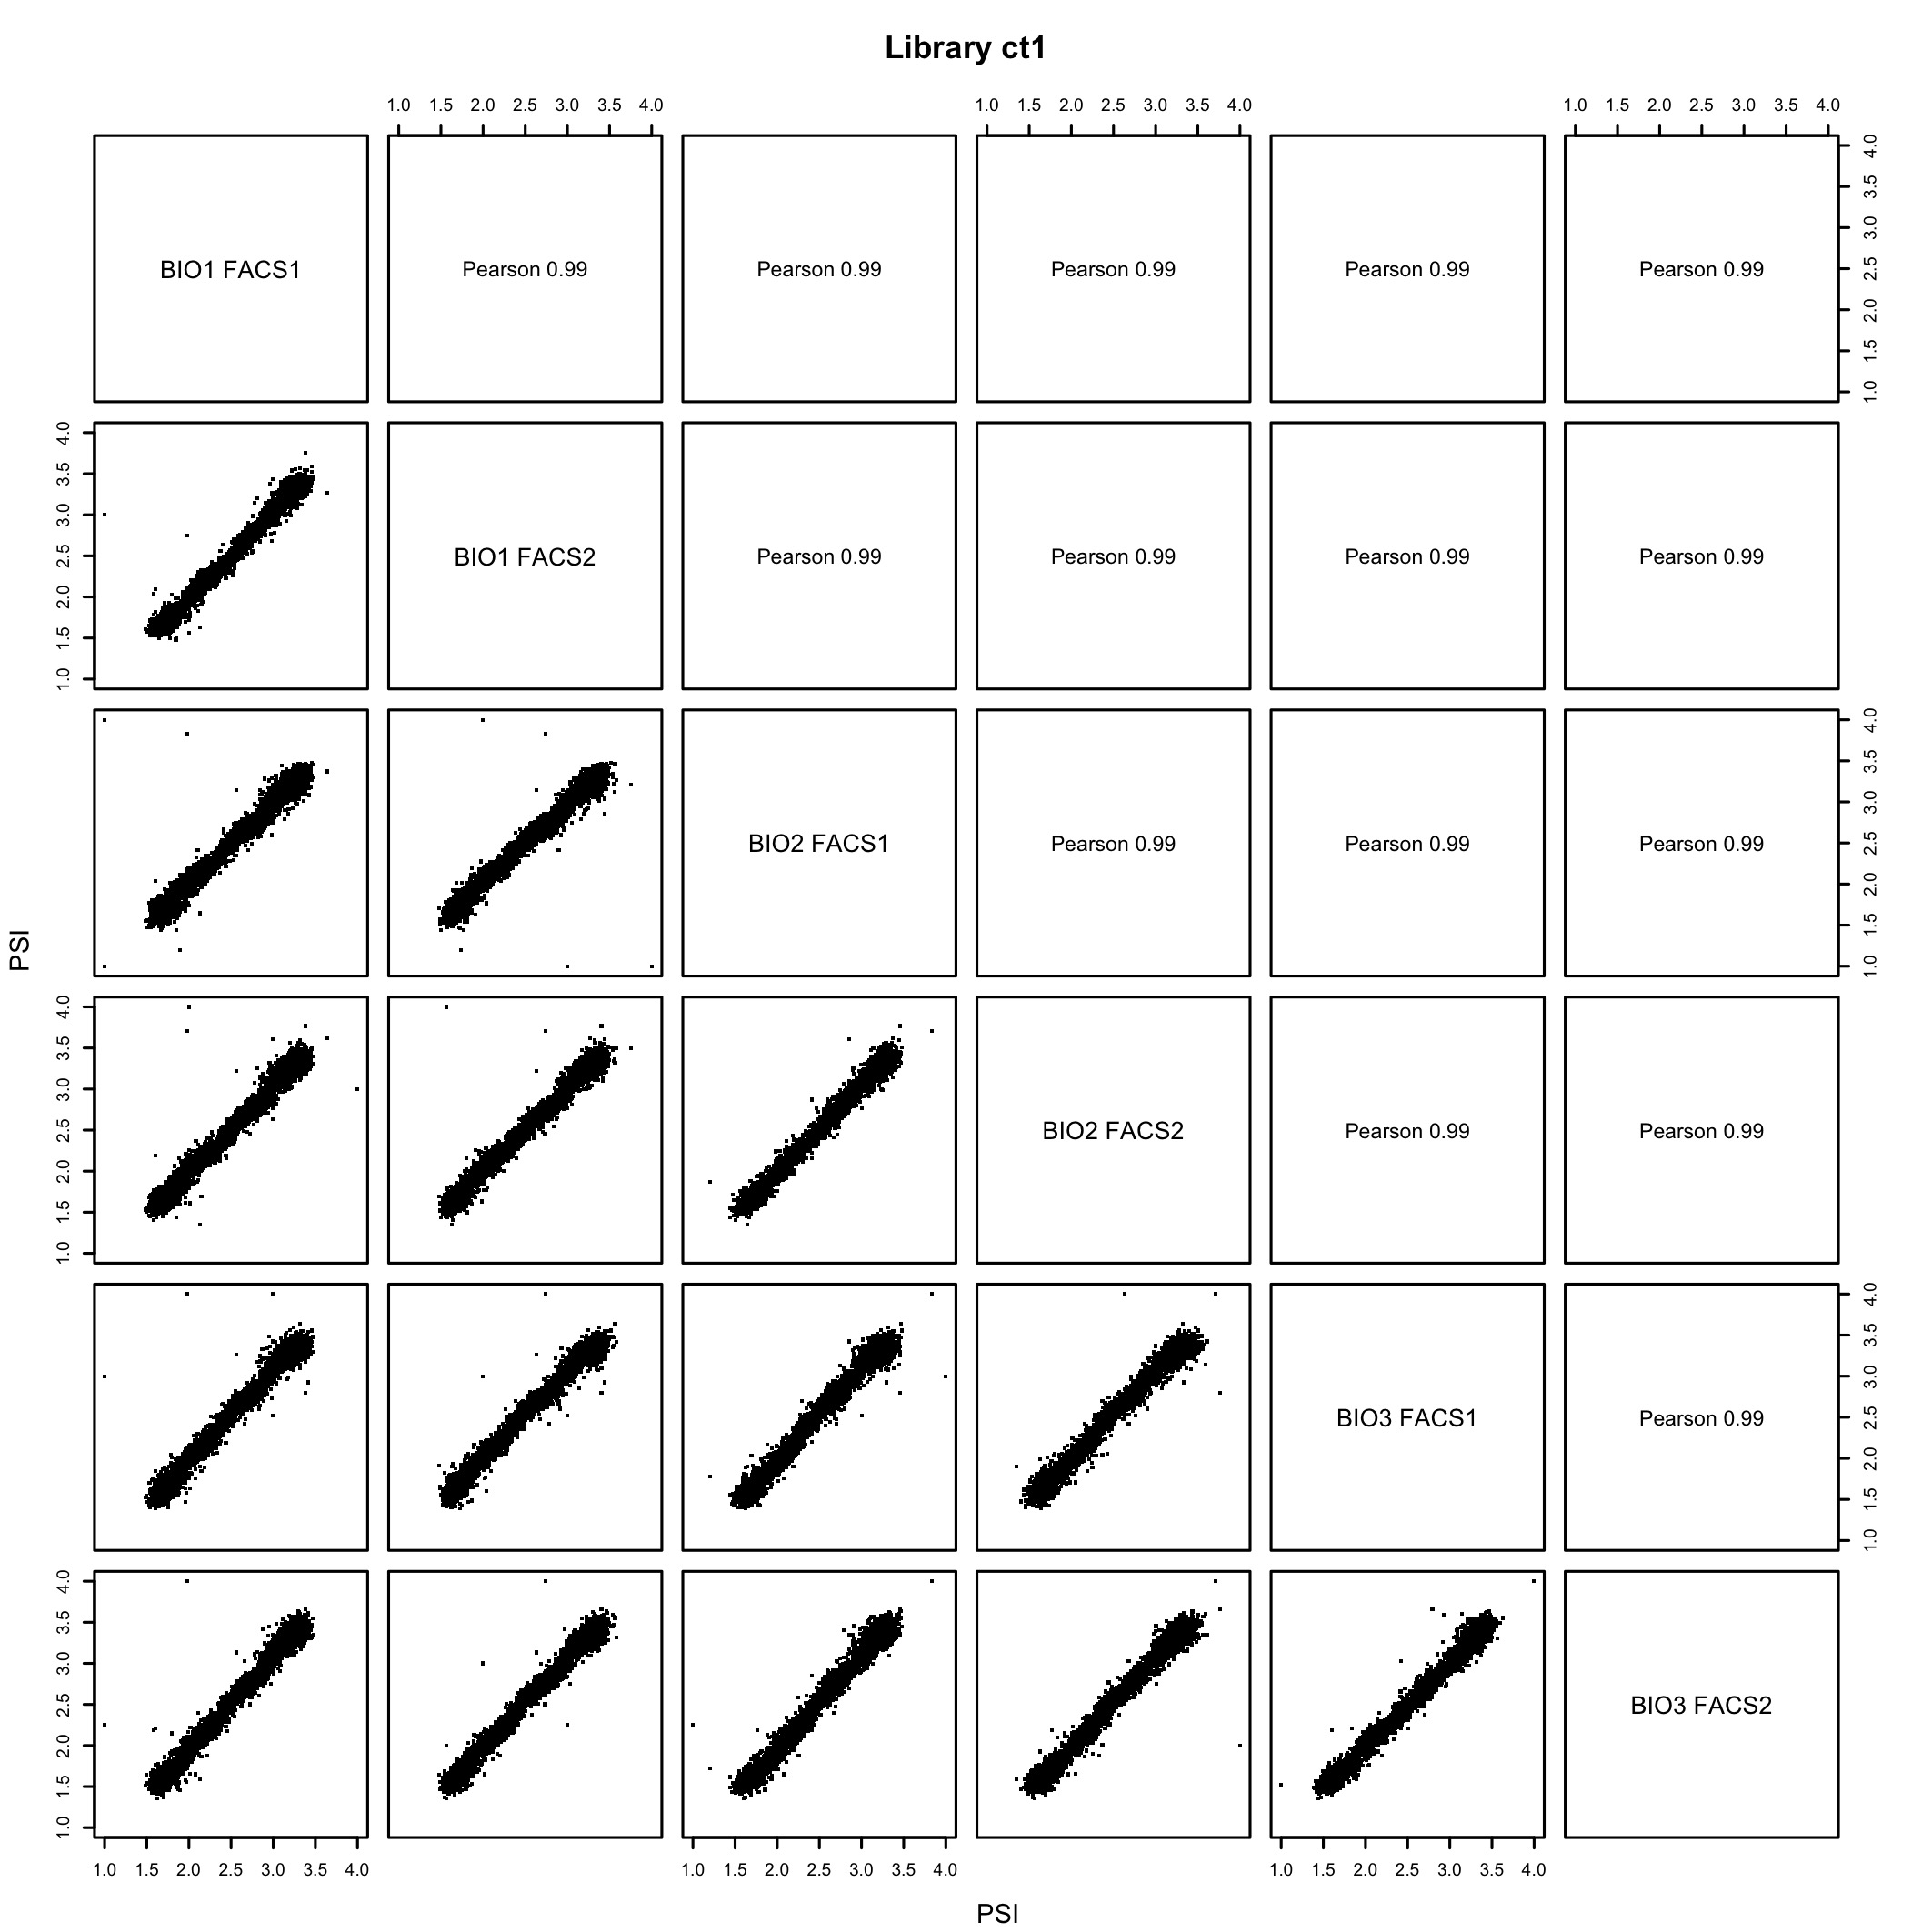 Library ct1
1.0 1.5 2.0 2.5 3.0 3.5 4.0 1.0 1.5 2.0 2.5 3.0 3.5 4.0 1.0 1.5 2.0 2.5 3.0 3.5 4.0
BIO1 FACS1 Pearson 0.99 Pearson 0.99 Pearson 0.99 Pearson 0.99 Pearson 0.99
1.0 1.5 2.0 2.5 3.0 3.5 4.0
1.0 1.5 2.0 2.5 3.0 3.5 4.0
BIO1 FACS2 Pearson 0.99 Pearson 0.99 Pearson 0.99 Pearson 0.99
BIO2 FACS1 Pearson 0.99 Pearson 0.99 Pearson 0.99
1.0 1.5 2.0 2.5 3.0 3.5 4.0
PSI
1.0 1.5 2.0 2.5 3.0 3.5 4.0
BIO2 FACS2 Pearson 0.99 Pearson 0.99
BIO3 FACS1 Pearson 0.99
1.0 1.5 2.0 2.5 3.0 3.5 4.0
1.0 1.5 2.0 2.5 3.0 3.5 4.0
BIO3 FACS2
1.0 1.5 2.0 2.5 3.0 3.5 4.0 1.0 1.5 2.0 2.5 3.0 3.5 4.0 1.0 1.5 2.0 2.5 3.0 3.5 4.0
PSI